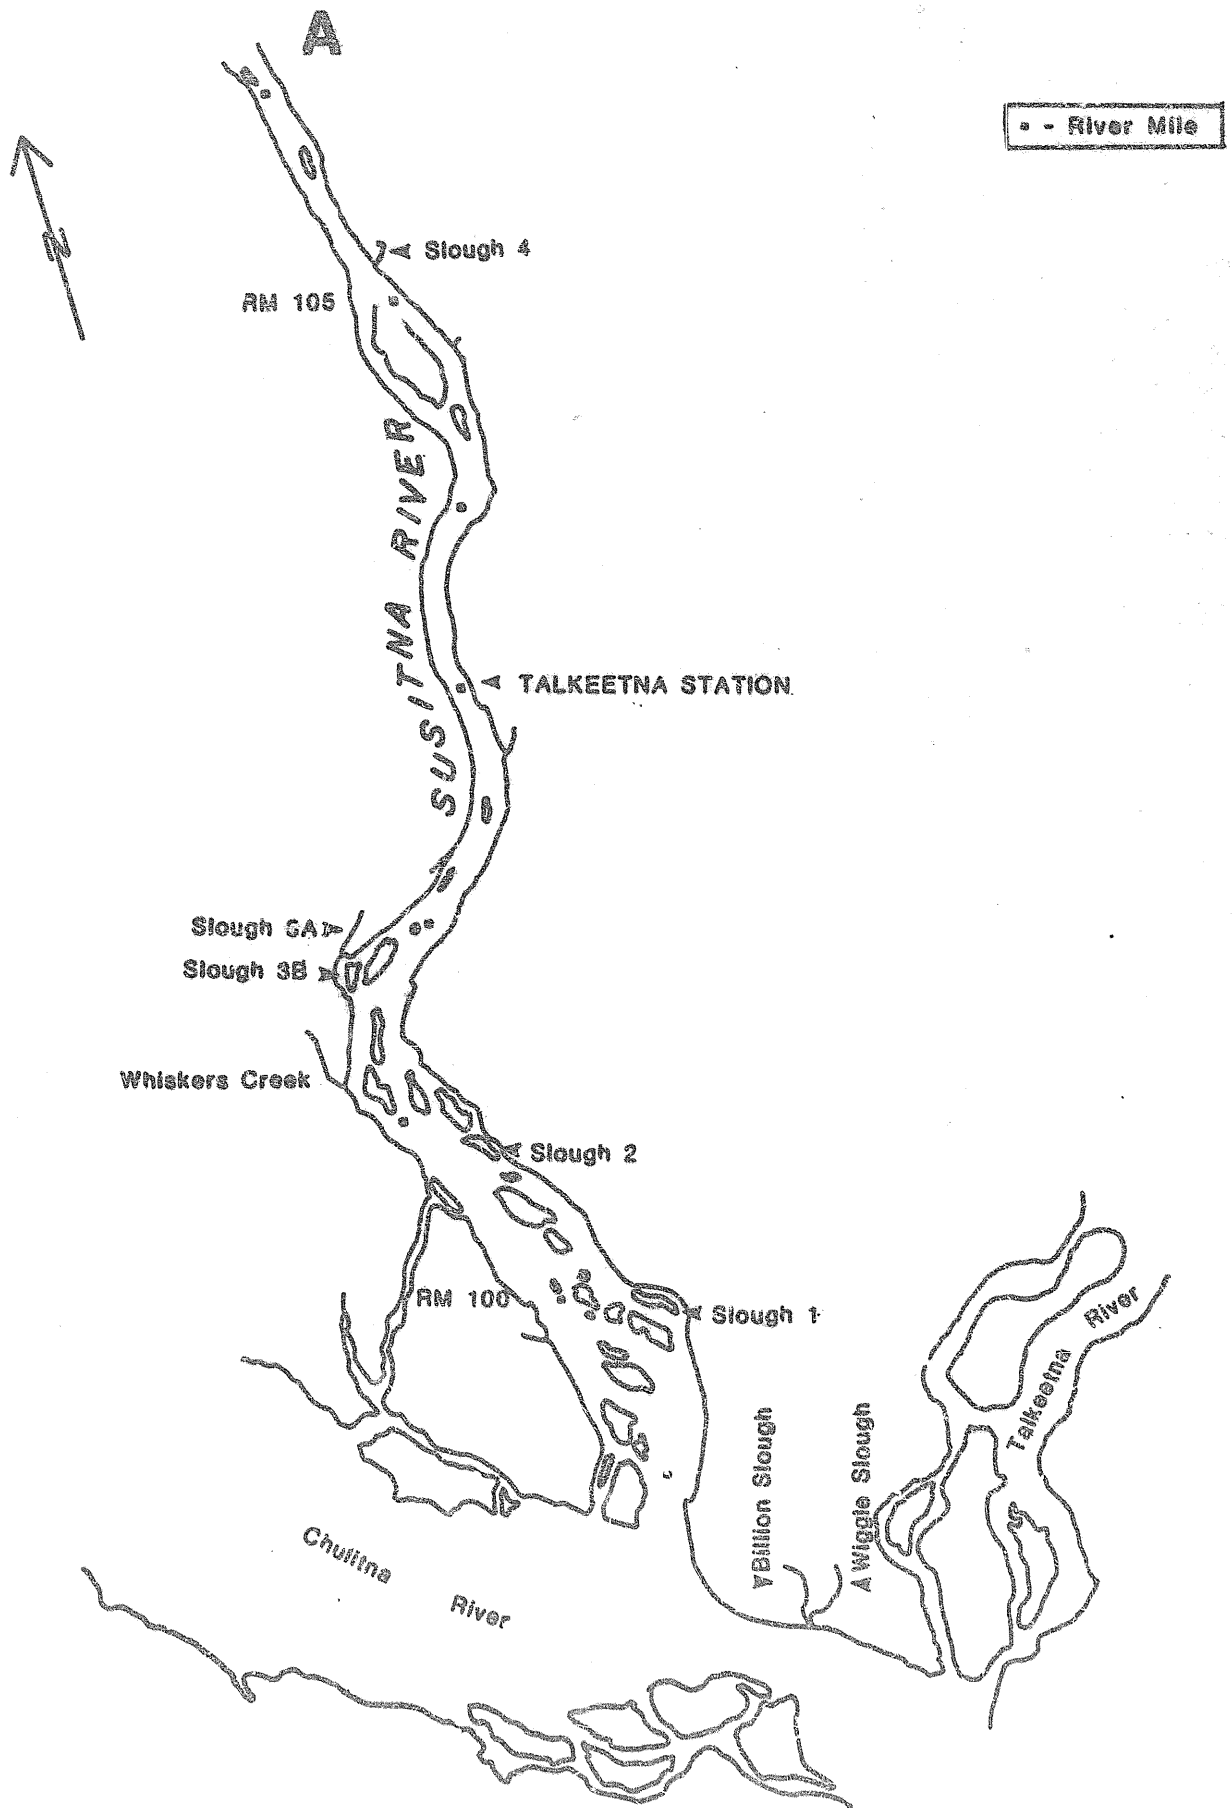 A
• - River Mile
N
Slough 4
RM 105
SUSITNA RIVER
TALKEETNA STATION
Slough 3B
Whiskers Creek
Slough 2
RM 100
Slough 1
Talkeetna River
Billion Slough
Wiggle Slough
Chulitna
River